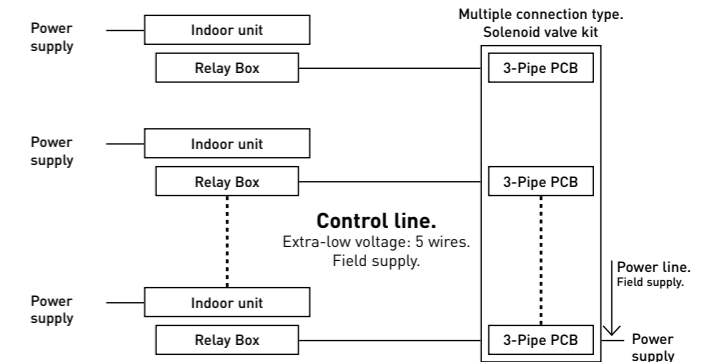 Multiple connection type.
Solenoid valve kit
Power
supply
Indoor unit
Relay Box
3-Pipe PCB
Power
supply
Indoor unit
Relay Box
3-Pipe PCB
Control line.
Extra-low voltage: 5 wires.
Field supply.
Power line.
Field supply.
Power
supply
Indoor unit
Relay Box
3-Pipe PCB
Power
supply